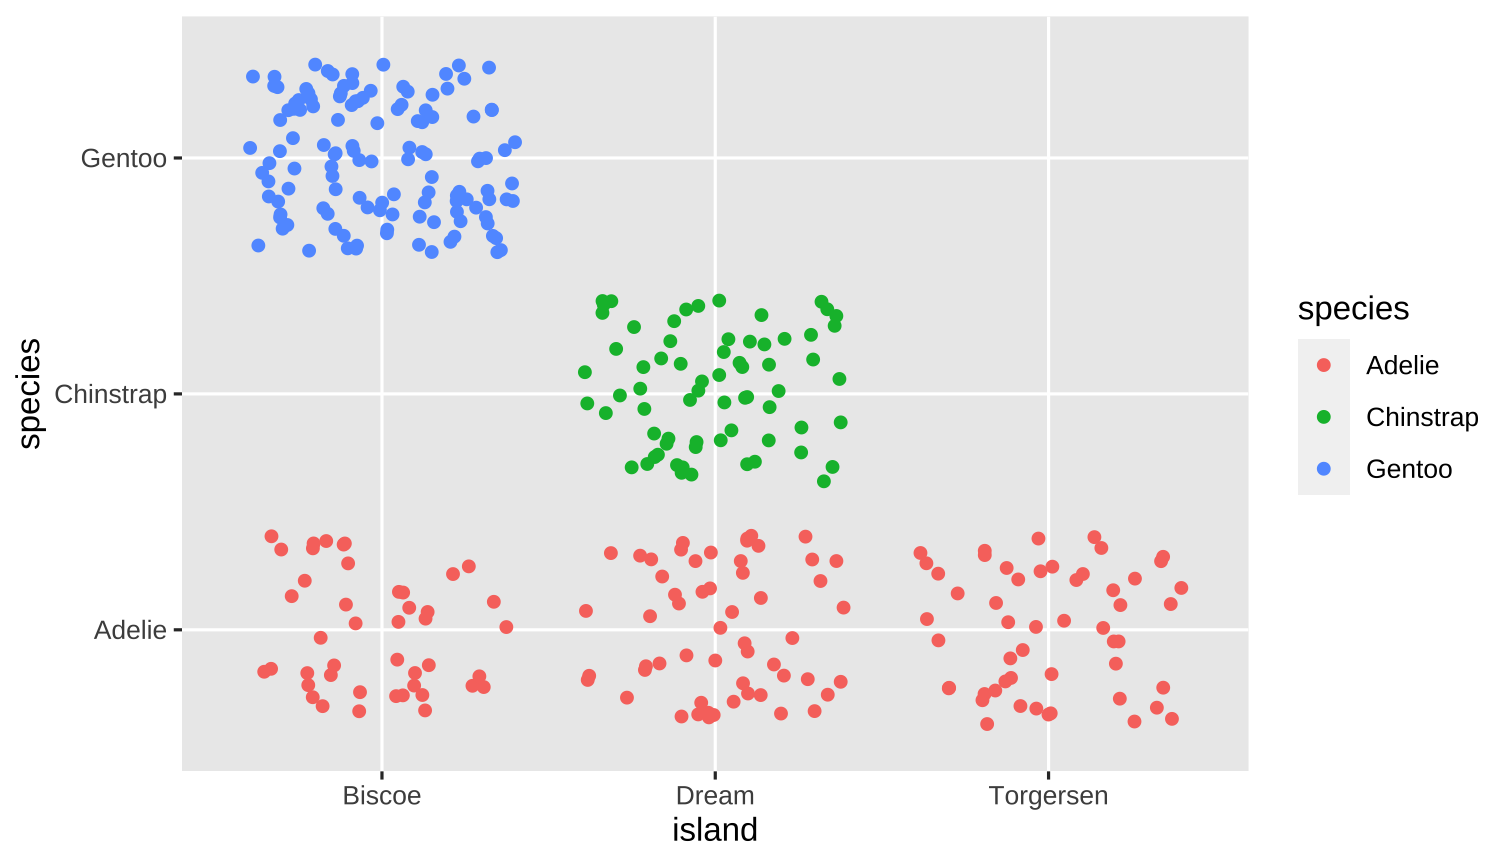 species
Gentoo
Chinstrap
Adelie
Biscoe
Dream
Torgersen
island
species
Adelie
Chinstrap
Gentoo